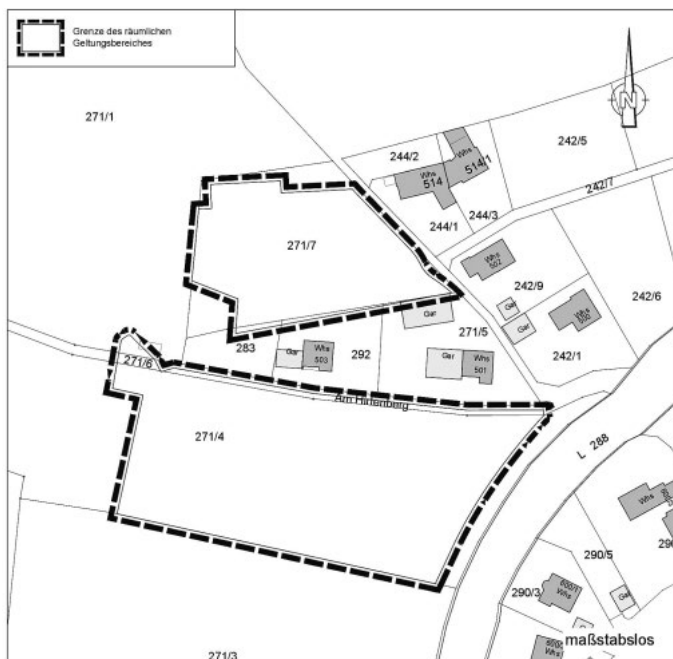 Grenze des räumlichen
Geltungsbereiches
N
271/1
244/2
Whs
514
Whs
514/1
242/5
242/7
244/1
244/3
271/7
Whs
502
242/9
242/6
Gar
271/5
283
Gar
Whs
503
292
Gar
Whs
501
242/1
271/6
Am Hirtenberg
271/4
L 288
Whs
290/5
Gar
290/3
600/1
Whs
Whs
maßstabslos
271/3